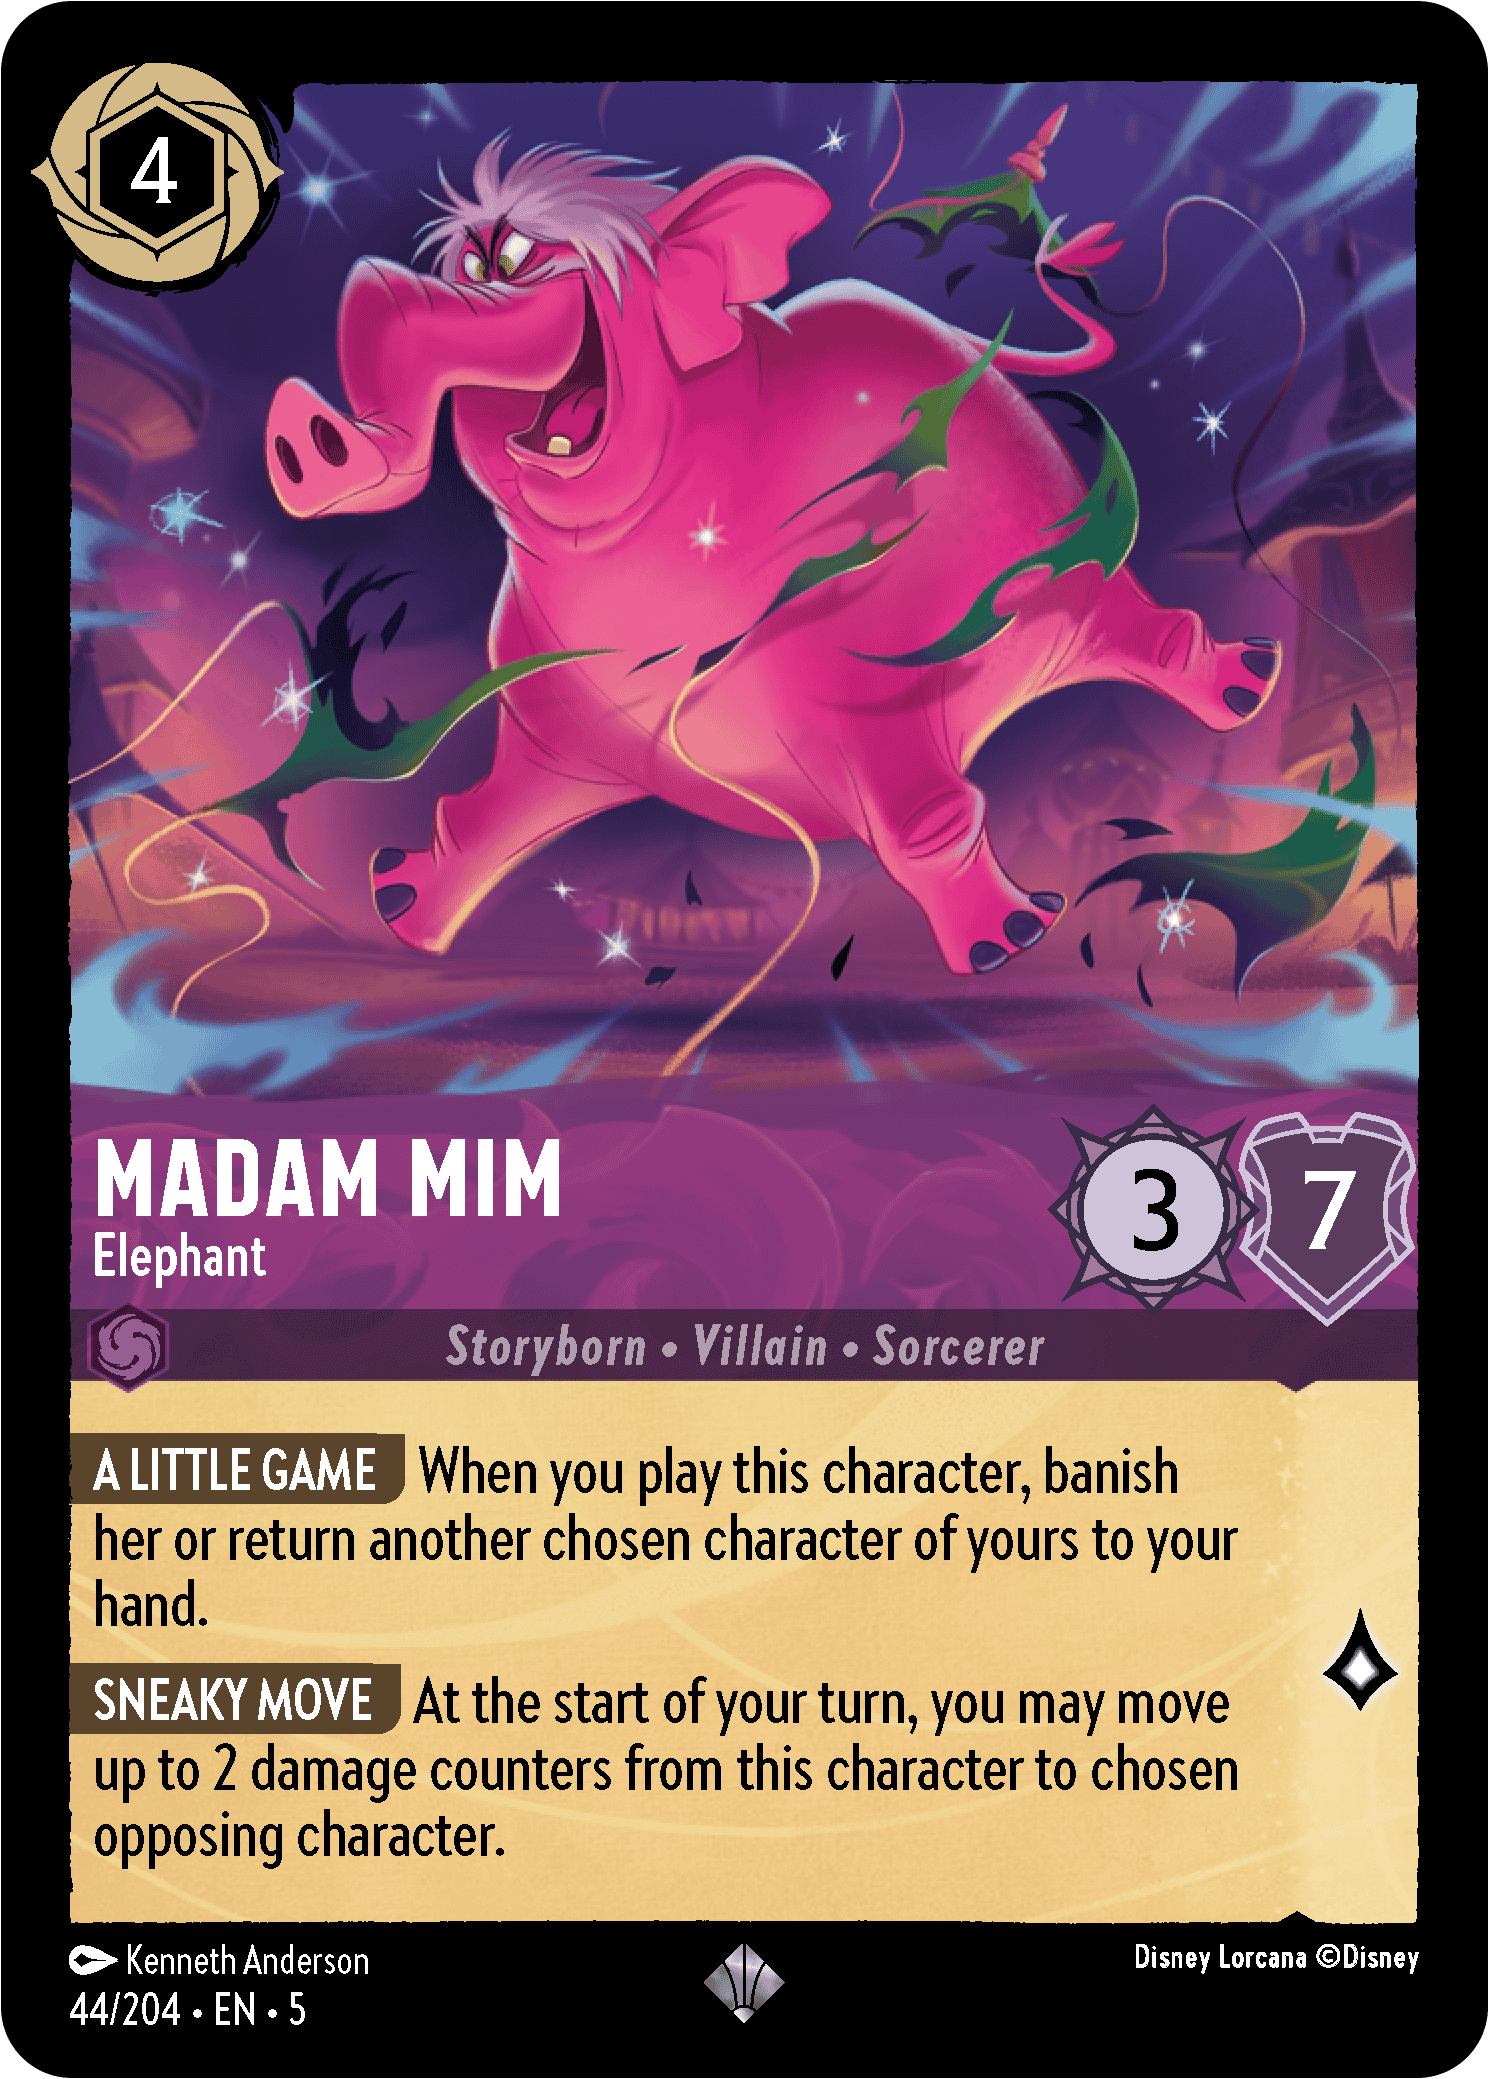 4
MADAM MIM
Elephant
3
7
Storyborn • Villain • Sorcerer
A LITTLE GAME When you play this character, banish
her or return another chosen character of yours to your
hand.
SNEAKY MOVE At the start of your turn, you may move
up to 2 damage counters from this character to chosen
opposing character.
Kenneth Anderson
Disney Lorcana ©Disney
44/204 • EN • 5